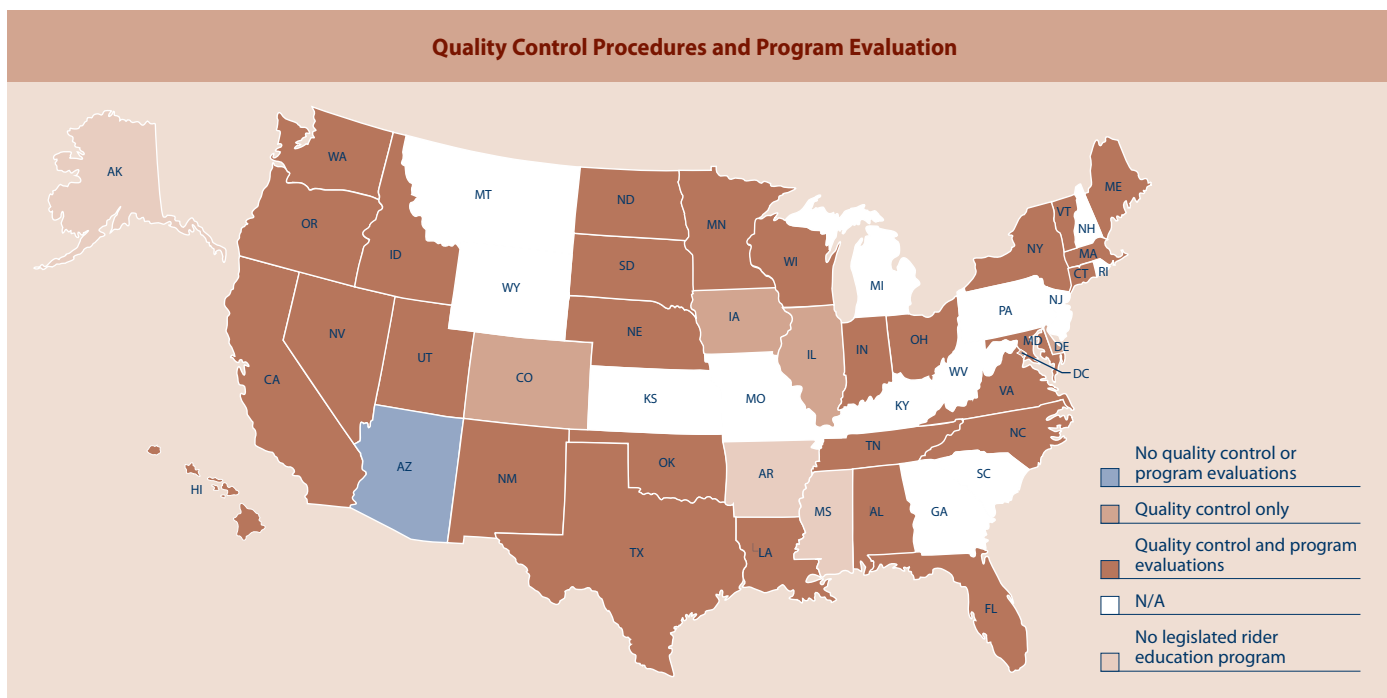 Quality Control Procedures and Program Evaluation
AK
WA
MT
ND
MN
ME
VT
NH
OR
ID
SD
WI
NY
MA
CT
RI
WY
MI
IA
NE
PA
NJ
NV
UT
CO
IL
IN
OH
MD
DE
DC
CA
KS
MO
WV
VA
KY
AZ
NM
OK
AR
TN
NC
HI
SC
MS
AL
GA
TX
LA
FL
No quality control or
program evaluations
Quality control only
Quality control and program
evaluations
N/A
No legislated rider
education program